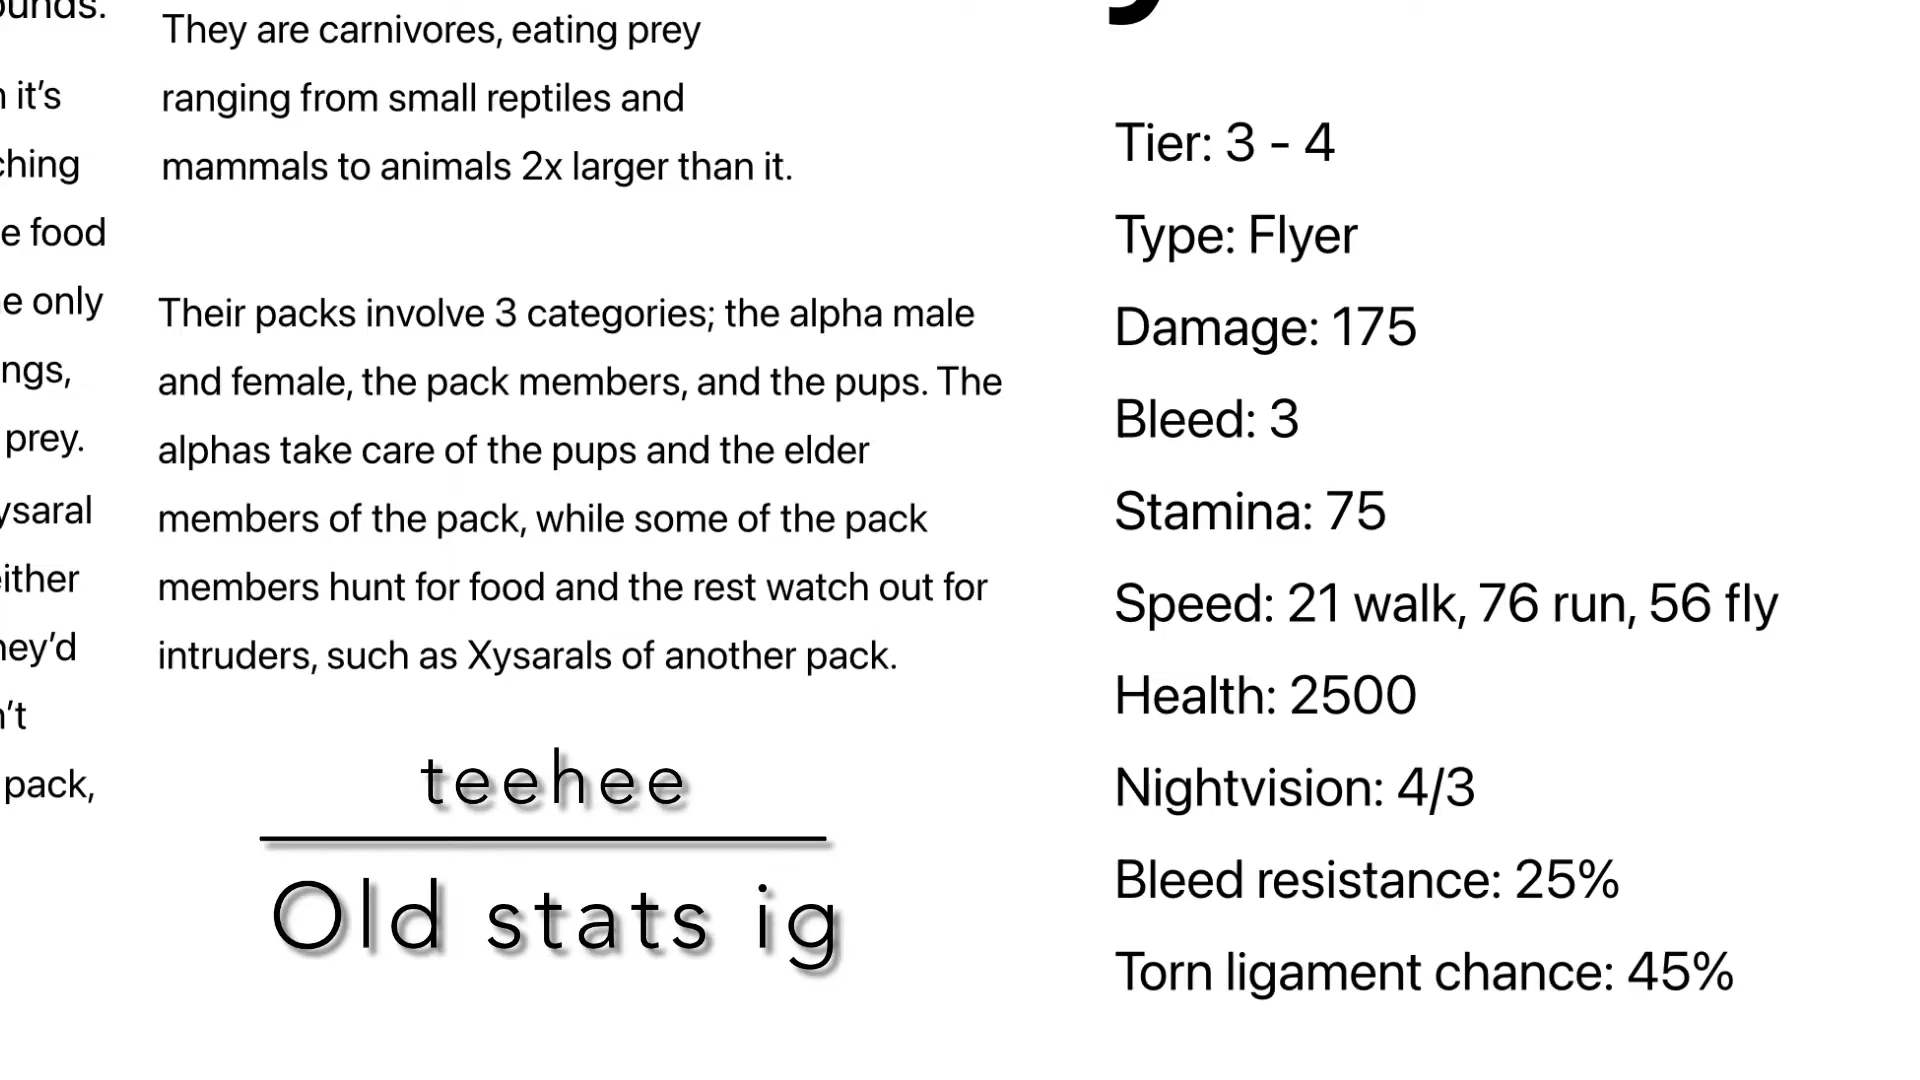 it's
food
only
prey.
pack,
They are carnivores, eating prey
ranging from small reptiles and
mammals to animals 2x larger than it.
Their packs involve 3 categories; the alpha male
and female, the pack members, and the pups. The
alphas take care of the pups and the elder
members of the pack, while some of the pack
members hunt for food and the rest watch out for
intruders, such as Xysarals of another pack.
teehee
Old stats ig
Tier: 3 - 4
Type: Flyer
Damage: 175
Bleed: 3
Stamina: 75
Speed: 21 walk, 76 run, 56 fly
Health: 2500
Nightvision: 4/3
Bleed resistance: 25%
Torn ligament chance: 45%